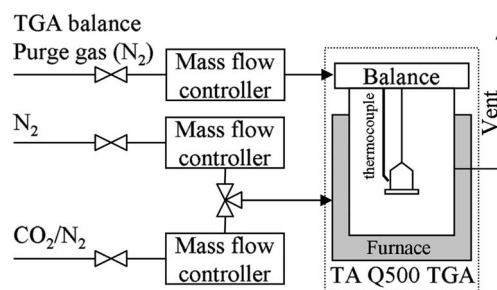 TGA balance
Purge gas (N₂)
Mass flow
controller
Balance
thermocouple
Vent
N₂
Mass flow
controller
CO₂/N₂
Mass flow
controller
Furnace
TA Q500 TGA